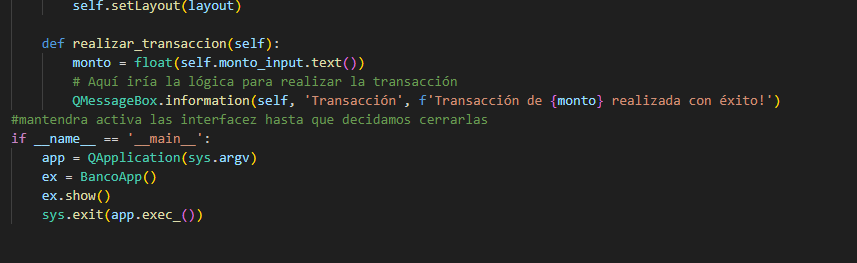 self.setLayout(layout)
def realizar_transaccion(self):
monto = float(self.monto_input.text())
# Aquí iría la lógica para realizar la transacción
QMessageBox.information(self, 'Transacción', f'Transacción de {monto} realizada con éxito!')
#mantendra activa las interfacez hasta que decidamos cerrarlas
if __name__ == '__main__':
app = QApplication(sys.argv)
ex = BancoApp()
ex.show()
sys.exit(app.exec_())